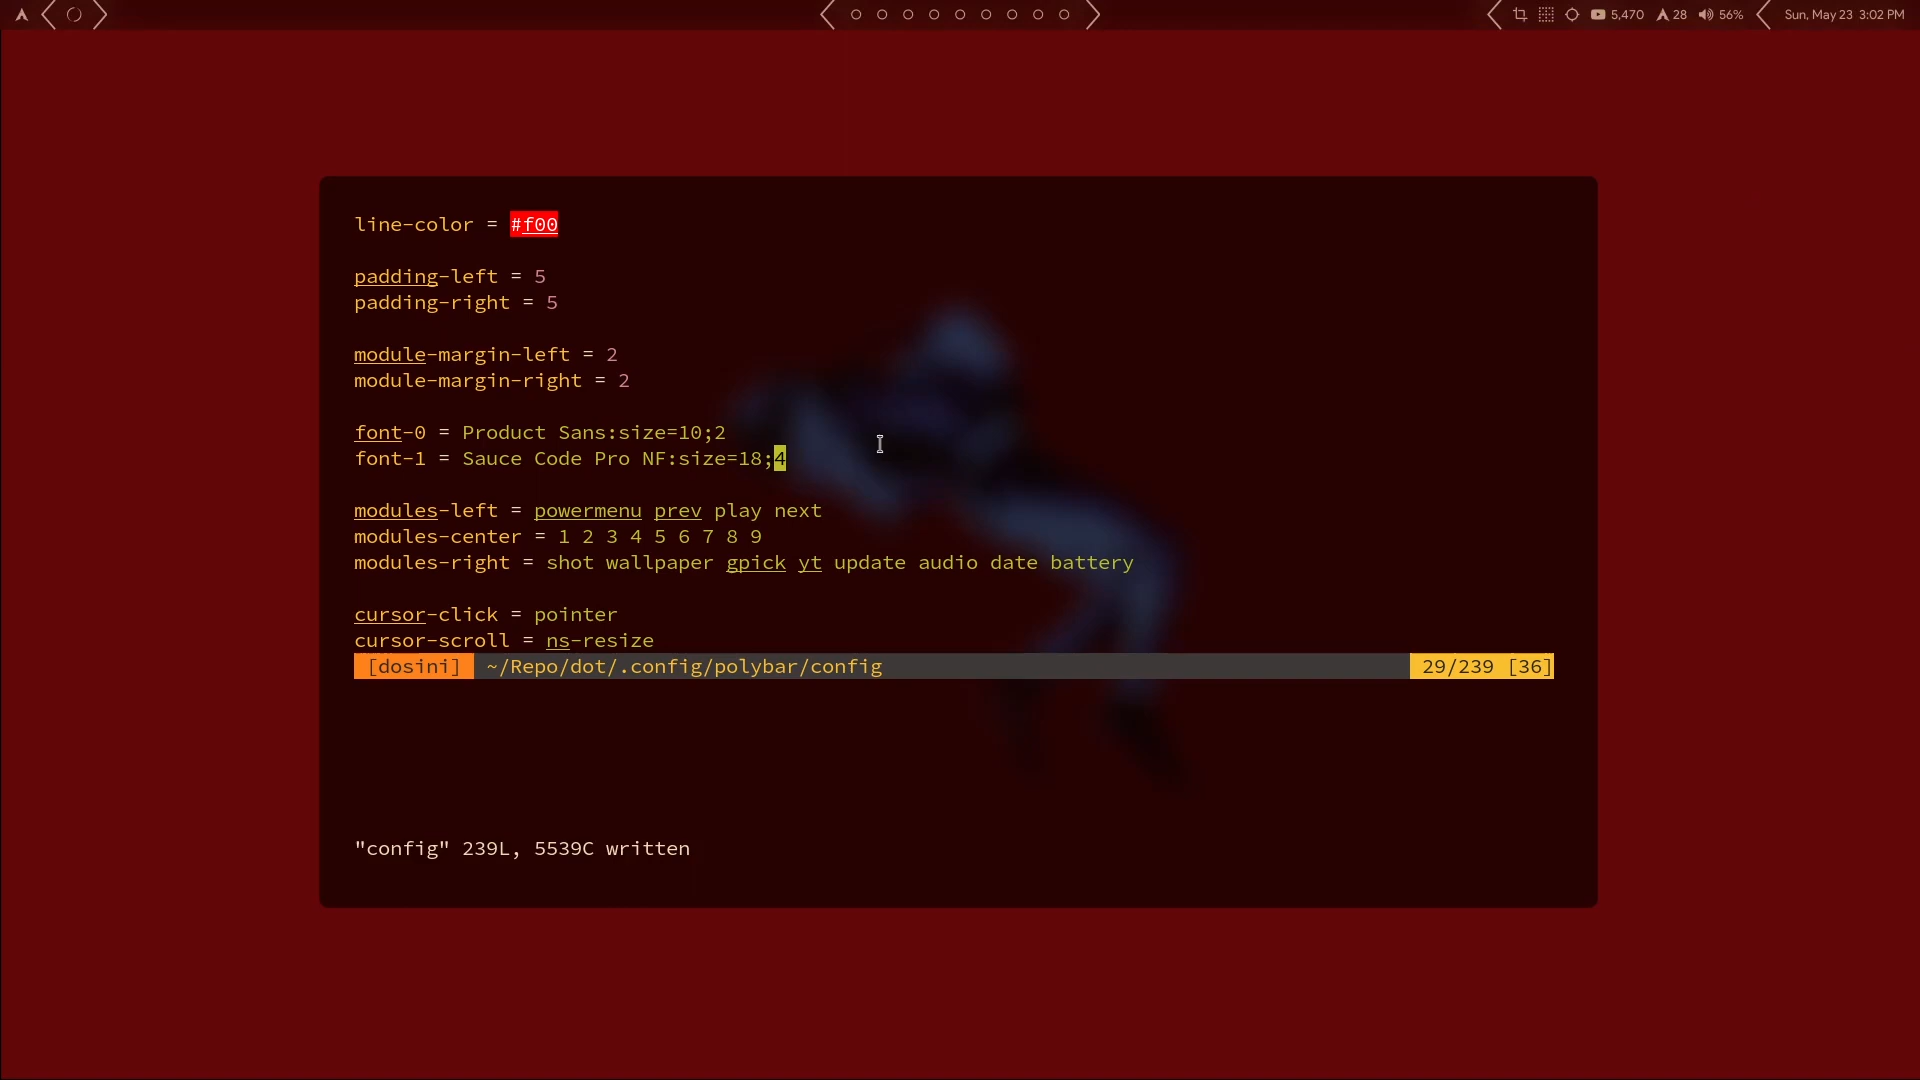 5,470 28 56% Sun, May 23 3:02 PM
line-color = #f00
padding-left = 5
padding-right = 5
module-margin-left = 2
module-margin-right = 2
font-0 = Product Sans:size=10;2
font-1 = Sauce Code Pro NF:size=18;4
modules-left = powermenu prev play next
modules-center = 1 2 3 4 5 6 7 8 9
modules-right = shot wallpaper gpick yt update audio date battery
cursor-click = pointer
cursor-scroll = ns-resize
[dosini] ~/Repo/dot/.config/polybar/config 29/239 [36]
"config" 239L, 5539C written